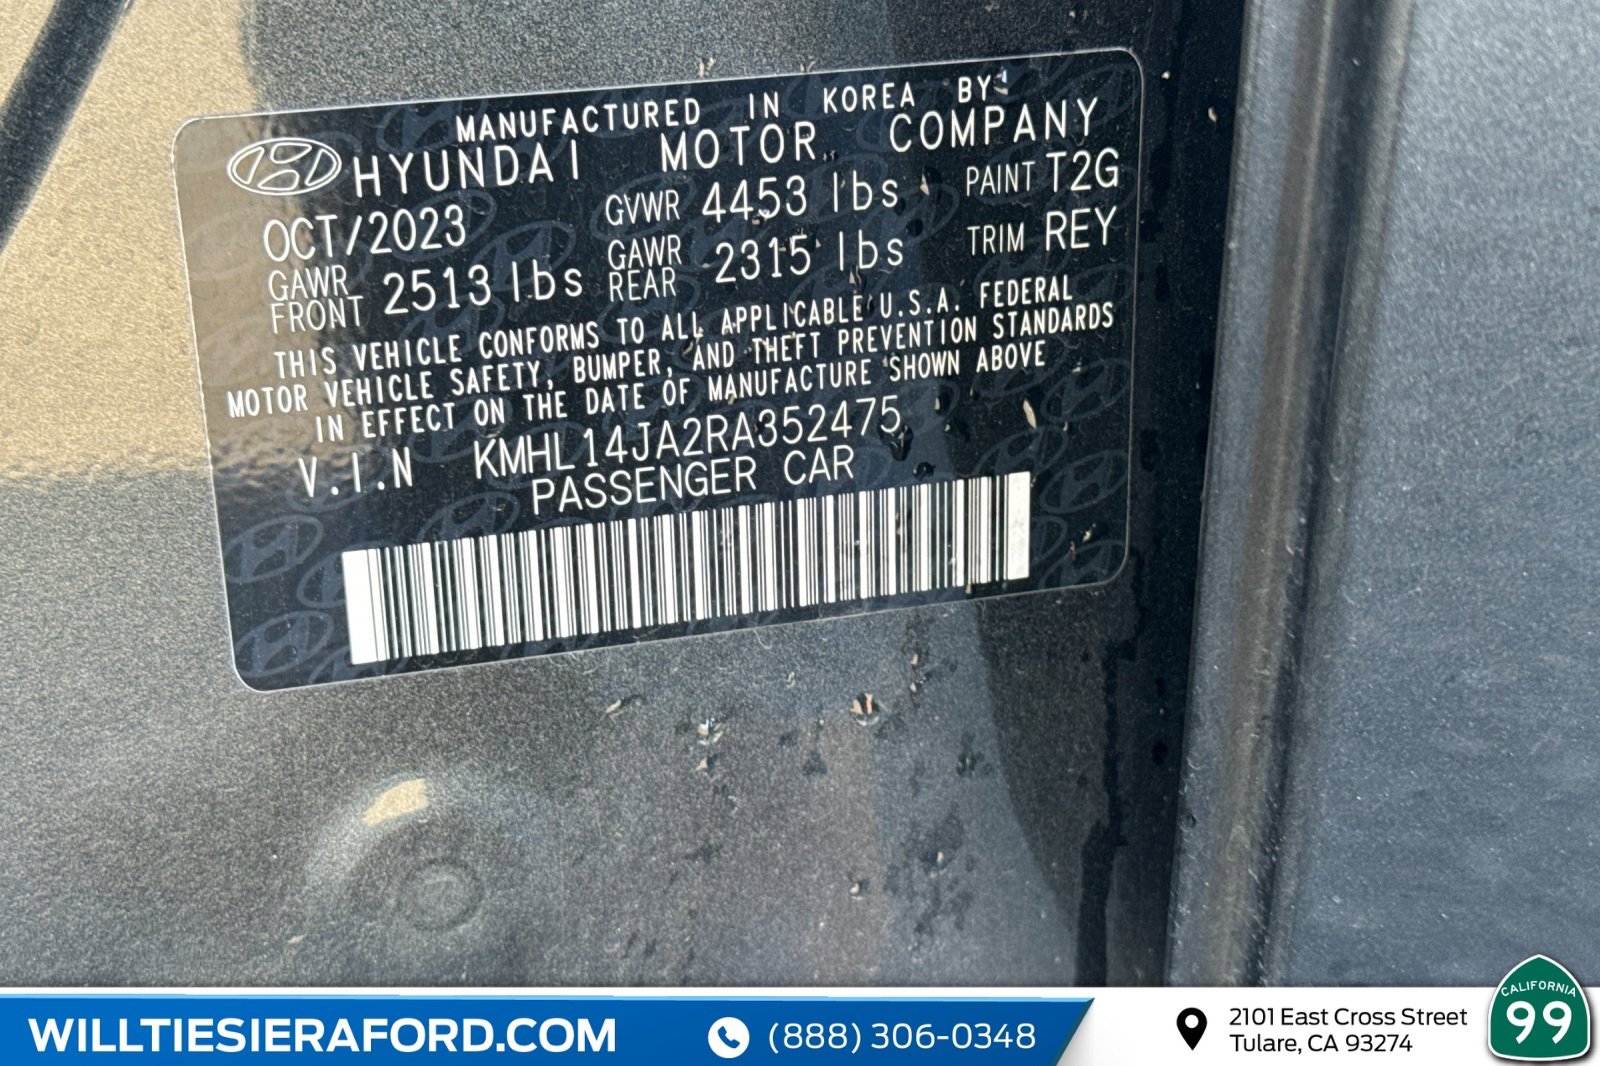 MANUFACTURED IN KOREA BY
HYUNDAI MOTOR COMPANY
OCT/2023 GVWR 4453 lbs PAINT T2G
GAWR FRONT 2513 lbs GAWR REAR 2315 lbs TRIM REY
THIS VEHICLE CONFORMS TO ALL APPLICABLE U.S.A. FEDERAL
MOTOR VEHICLE SAFETY, BUMPER, AND THEFT PREVENTION STANDARDS
IN EFFECT ON THE DATE OF MANUFACTURE SHOWN ABOVE
V.I.N KMHL14JA2RA352475
PASSENGER CAR
WILLTIESIERAFORD.COM (888) 306-0348
2101 East Cross Street
Tulare, CA 93274
CALIFORNIA
99